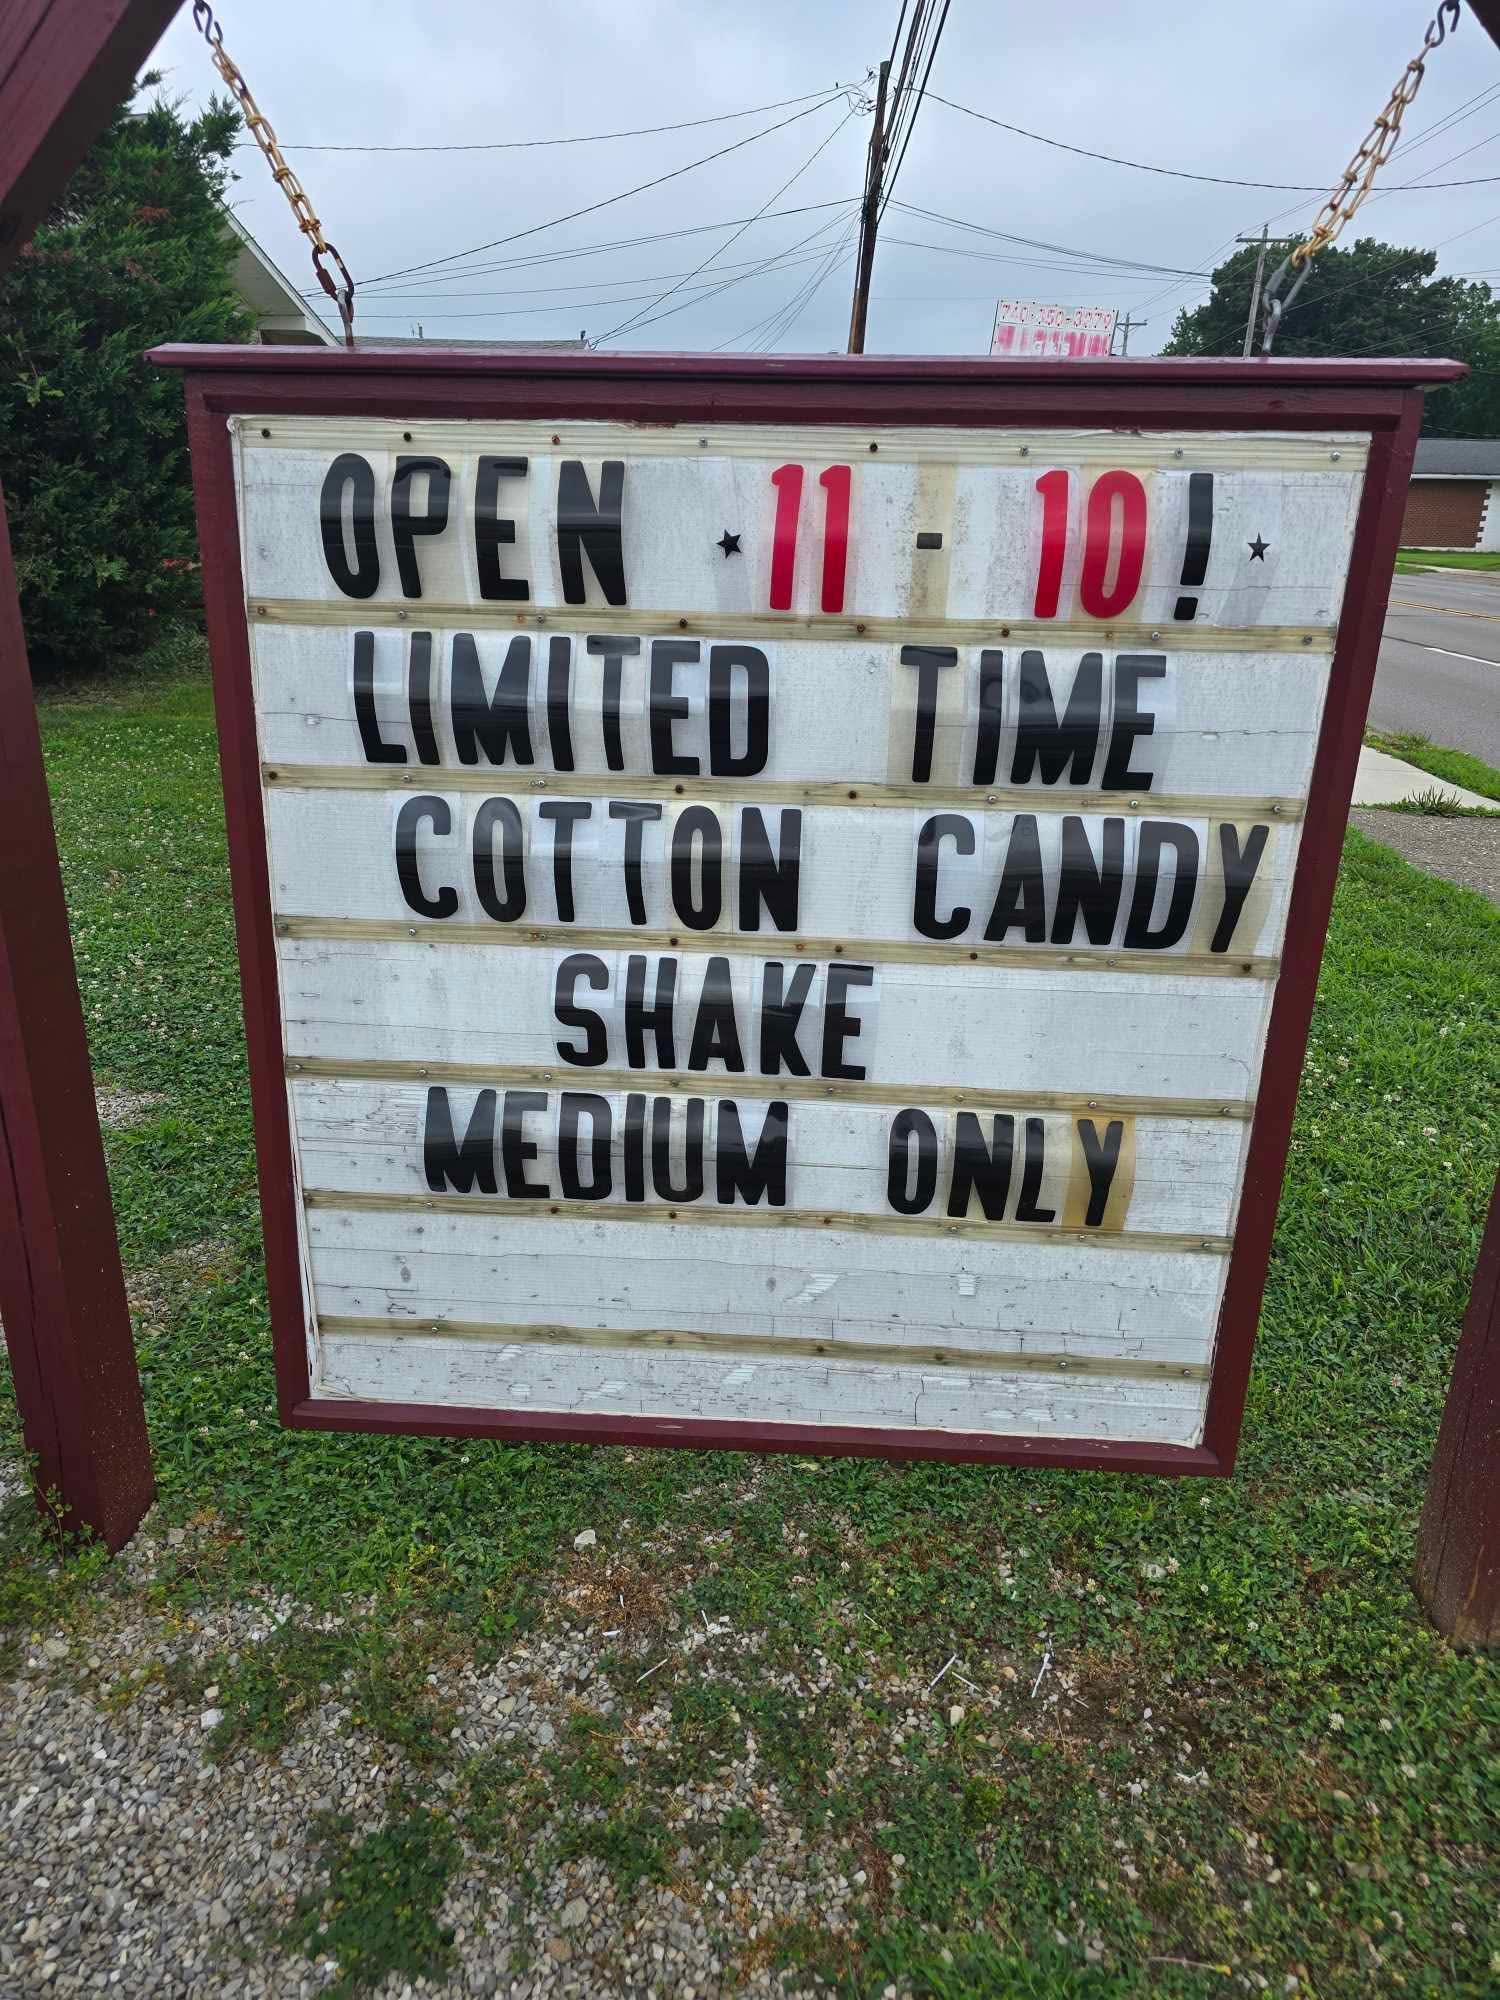 OPEN ★ 11 - 10! ★
LIMITED TIME
COTTON CANDY
SHAKE
MEDIUM ONLY